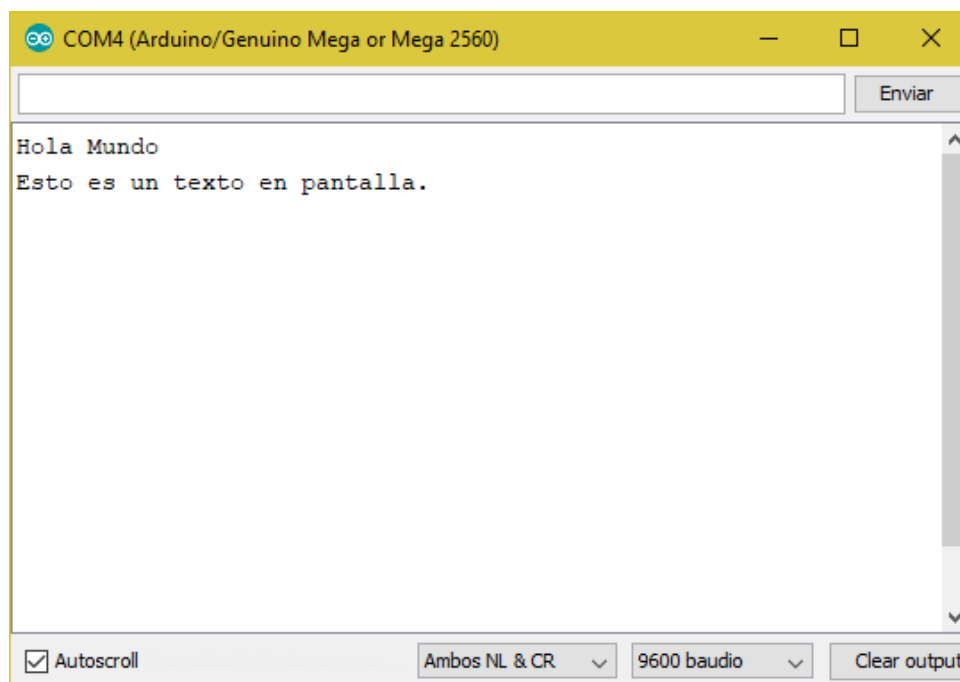 COM4 (Arduino/Genuino Mega or Mega 2560)
Enviar
Hola Mundo
Esto es un texto en pantalla.
Autoscroll
Ambos NL & CR
9600 baudio
Clear output